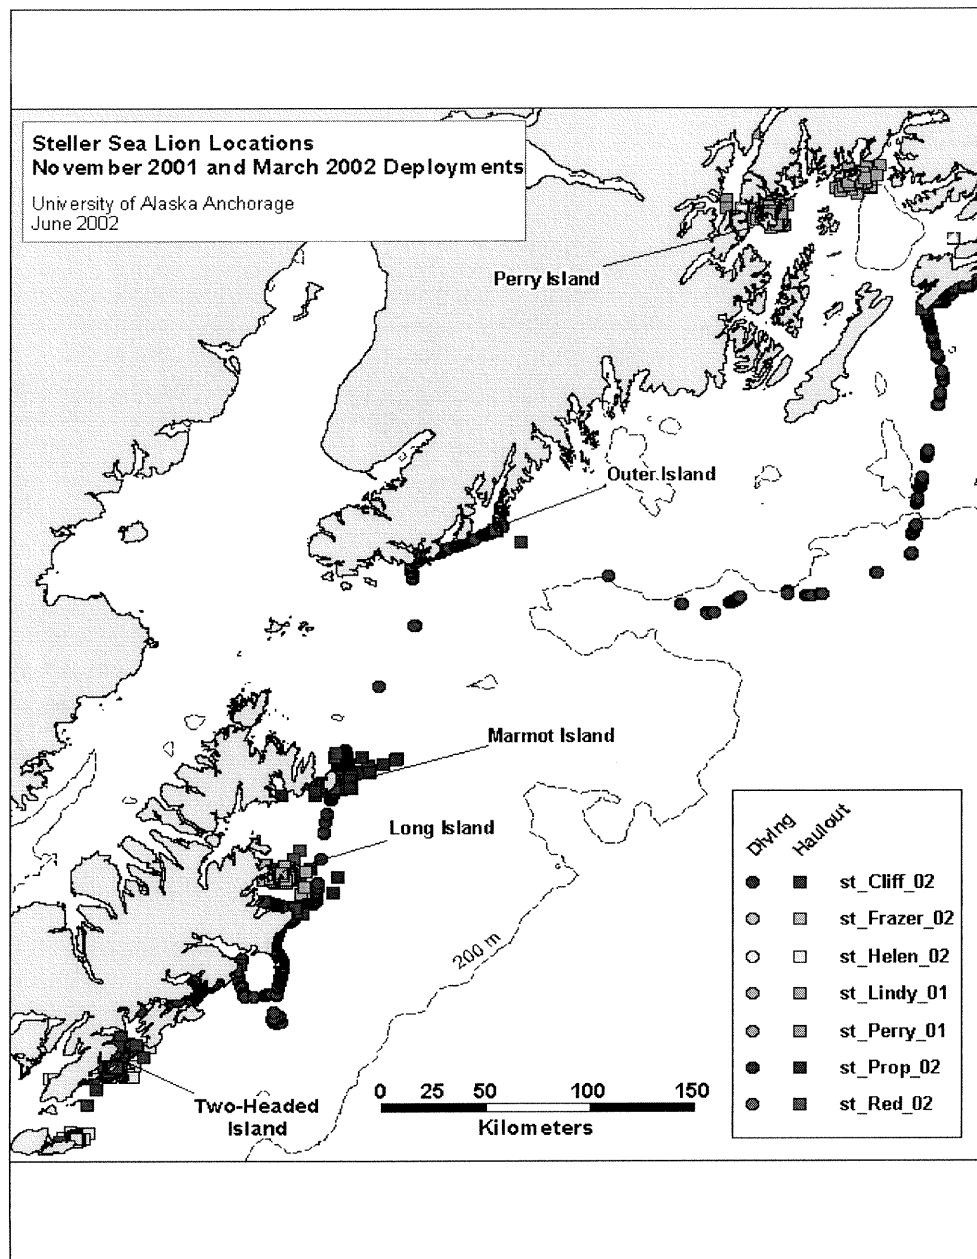 Steller Sea Lion Locations
November 2001 and March 2002 Deployments
University of Alaska Anchorage
June 2002
Perry Island
Outer Island
Marmot Island
Long Island
200 m
Two-Headed
Island
0 25 50 100 150
Kilometers
Diving Haulout
st_Cliff_02
st_Frazer_02
st_Helen_02
st_Lindy_01
st_Perry_01
st_Prop_02
st_Red_02